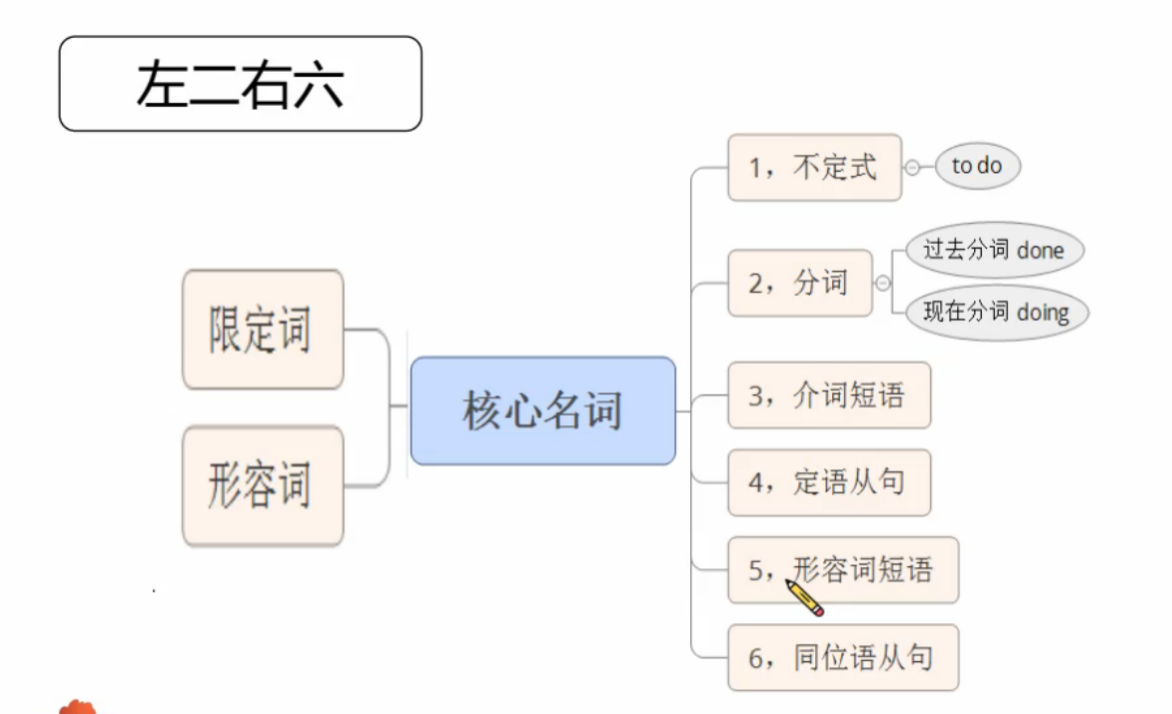 左二右六
限定词
形容词
核心名词
1，不定式
to do
2，分词
过去分词 done
现在分词 doing
3，介词短语
4，定语从句
5，形容词短语
6，同位语从句